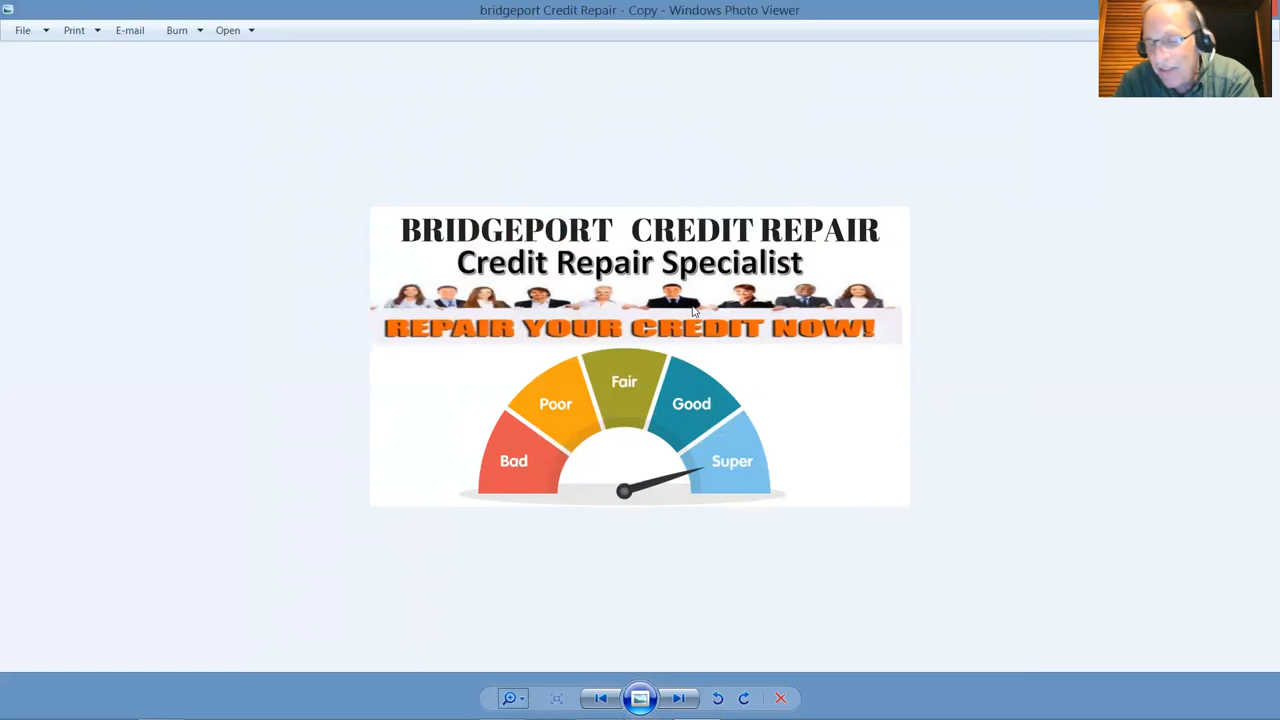 bridgeport Credit Repair - Copy - Windows Photo Viewer
File Print E-mail Burn Open
BRIDGEPORT CREDIT REPAIR
Credit Repair Specialist
REPAIR YOUR CREDIT NOW!
Fair
Poor Good
Bad Super